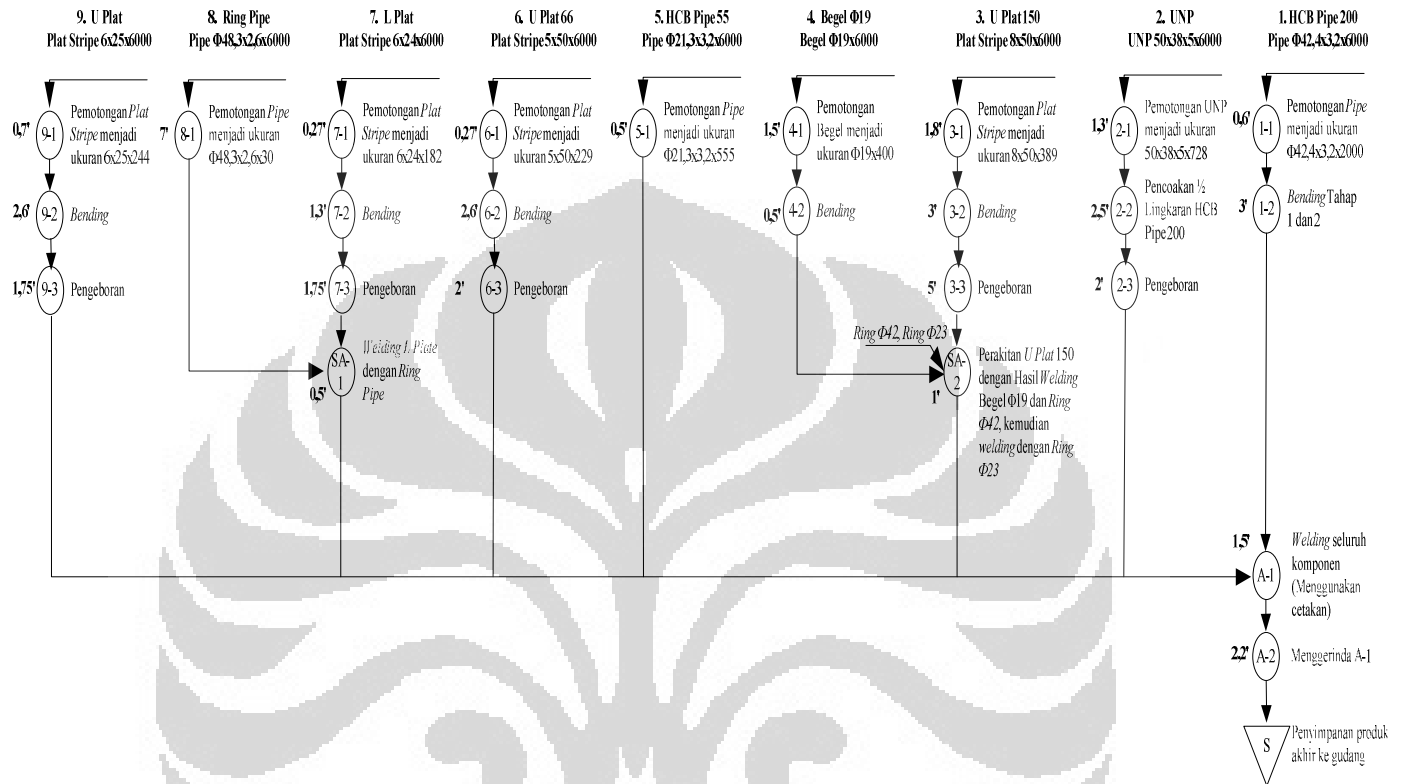 9. U Plat
Plat Stripe 6x25x6000
8. Ring Pipe
Pipe Φ48,3x2,6x6000
7. L Plat
Plat Stripe 6x24x6000
6. U Plat 66
Plat Stripe 5x50x6000
5. HCB Pipe 55
Pipe Φ21,3x3,2x6000
4. Begel Φ19
Begel Φ19x6000
3. U Plat 150
Plat Stripe 8x50x6000
2. UNP
UNP 50x38x5x6000
1. HCB Pipe 200
Pipe Φ42,4x3,2x6000
0,7'
9-1
Pemotongan Plat
Stripe menjadi
ukuran 6x25x244
2,6'
9-2
Bending
1,75'
9-3
Pengeboran
7'
8-1
Pemotongan Pipe
menjadi ukuran
Φ48,3x2,6x30
0,27'
7-1
Pemotongan Plat
Stripe menjadi
ukuran 6x24x182
1,3'
7-2
Bending
1,75'
7-3
Pengeboran
SA-
1
0,5'
Welding L Plate
dengan Ring
Pipe
0,27'
6-1
Pemotongan Plat
Stripe menjadi
ukuran 5x50x229
2,6'
6-2
Bending
2'
6-3
Pengeboran
0,5'
5-1
Pemotongan Pipe
menjadi ukuran
Φ21,3x3,2x555
1,5'
4-1
Pemotongan
Begel menjadi
ukuran Φ19x400
0,5'
4-2
Bending
1,8'
3-1
Pemotongan Plat
Stripe menjadi
ukuran 8x50x389
3'
3-2
Bending
5'
3-3
Pengeboran
Ring Φ42, Ring Φ23
SA-
2
1'
Perakitan U Plat 150
dengan Hasil Welding
Begel Φ19 dan Ring
Φ42, kemudian
welding dengan Ring
Φ23
1,3'
2-1
Pemotongan UNP
menjadi ukuran
50x38x5x728
2,5'
2-2
Pencoakan ½
Lingkaran HCB
Pipe 200
2'
2-3
Pengeboran
0,6'
1-1
Pemotongan Pipe
menjadi ukuran
Φ42,4x3,2x2000
3'
1-2
Bending Tahap
1 dan 2
1,5'
A-1
Welding seluruh
komponen
(Menggunakan
cetakan)
2,2'
A-2
Menggerinda A-1
S
Penyimpanan produk
akhir ke gudang